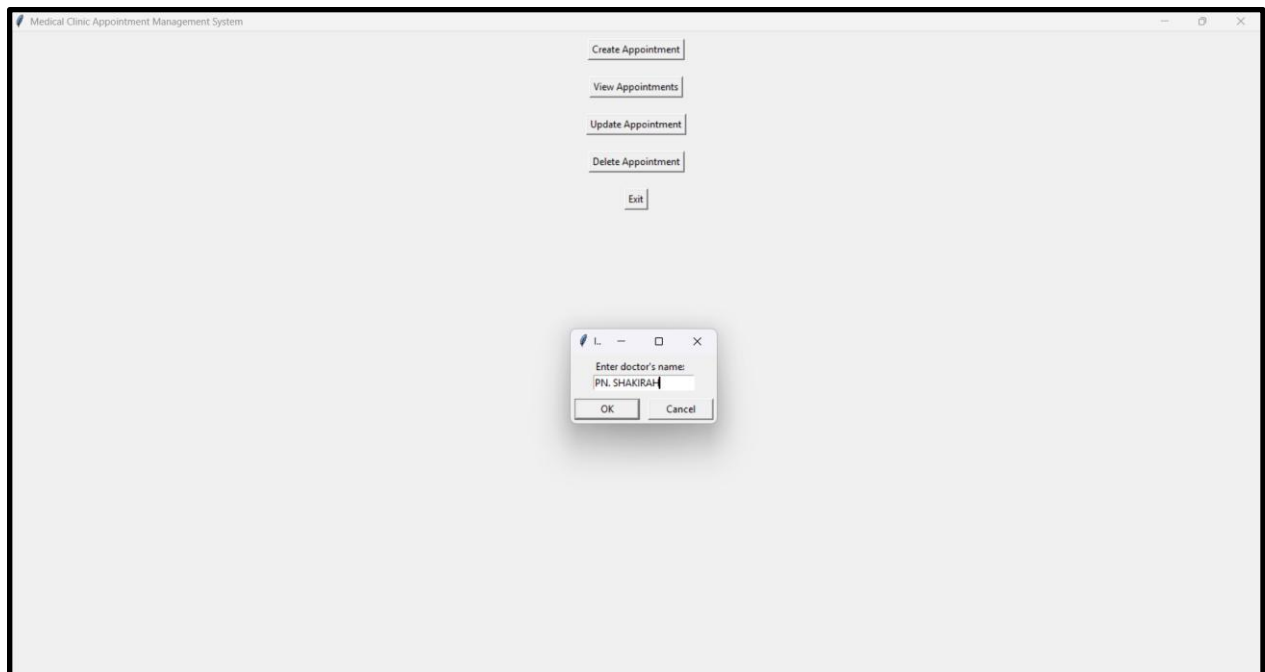 Medical Clinic Appointment Management System
Create Appointment
View Appointments
Update Appointment
Delete Appointment
Exit
I...
Enter doctor's name:
PN. SHAKIRAH
OK
Cancel